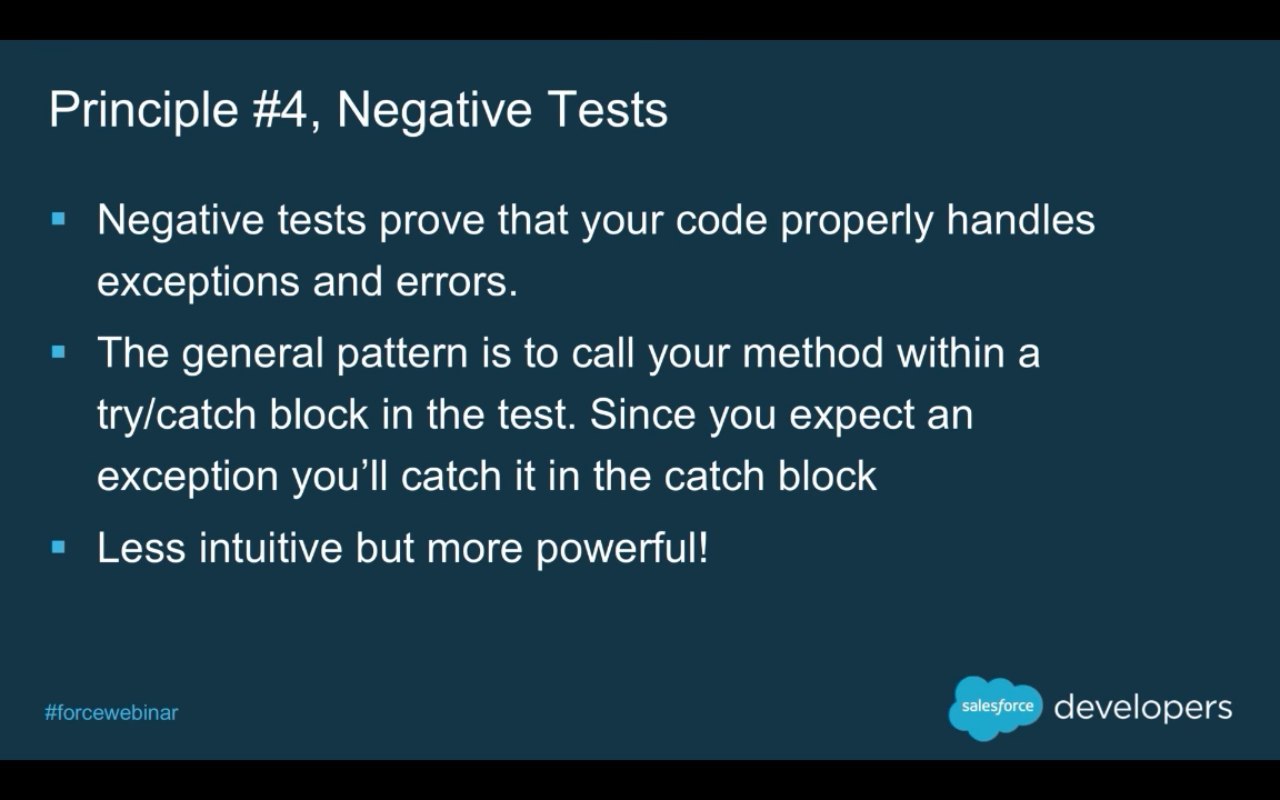 Principle #4, Negative Tests
▪ Negative tests prove that your code properly handles
exceptions and errors.
▪ The general pattern is to call your method within a
try/catch block in the test. Since you expect an
exception you’ll catch it in the catch block
▪ Less intuitive but more powerful!
#forcewebinar
salesforce developers